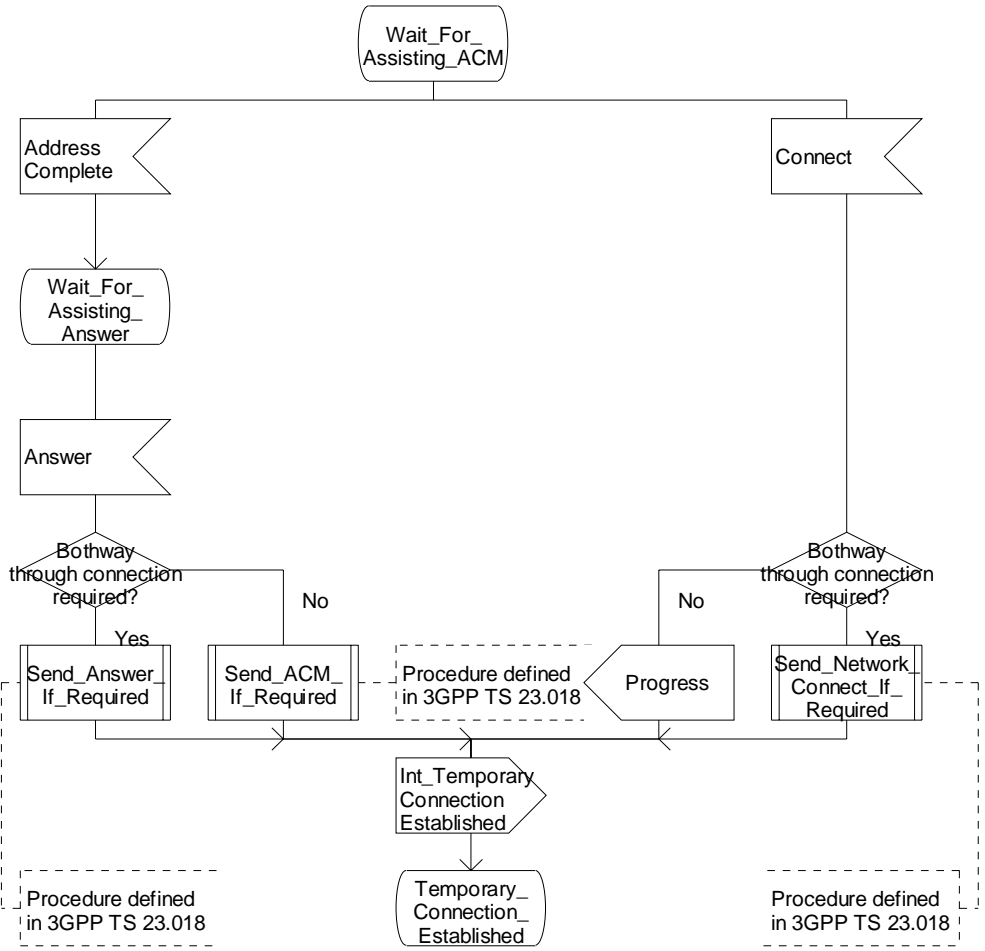 Wait_For_
Assisting_ACM
Address
Complete
Connect
Wait_For_
Assisting_
Answer
Answer
Bothway
through connection
required?
Bothway
through connection
required?
No
No
Yes
Yes
Send_Answer_
If_Required
Send_ACM_
If_Required
Procedure defined
in 3GPP TS 23.018
Progress
Send_Network_
Connect_If_
Required
Int_Temporary
Connection
Established
Procedure defined
in 3GPP TS 23.018
Temporary_
Connection_
Established
Procedure defined
in 3GPP TS 23.018